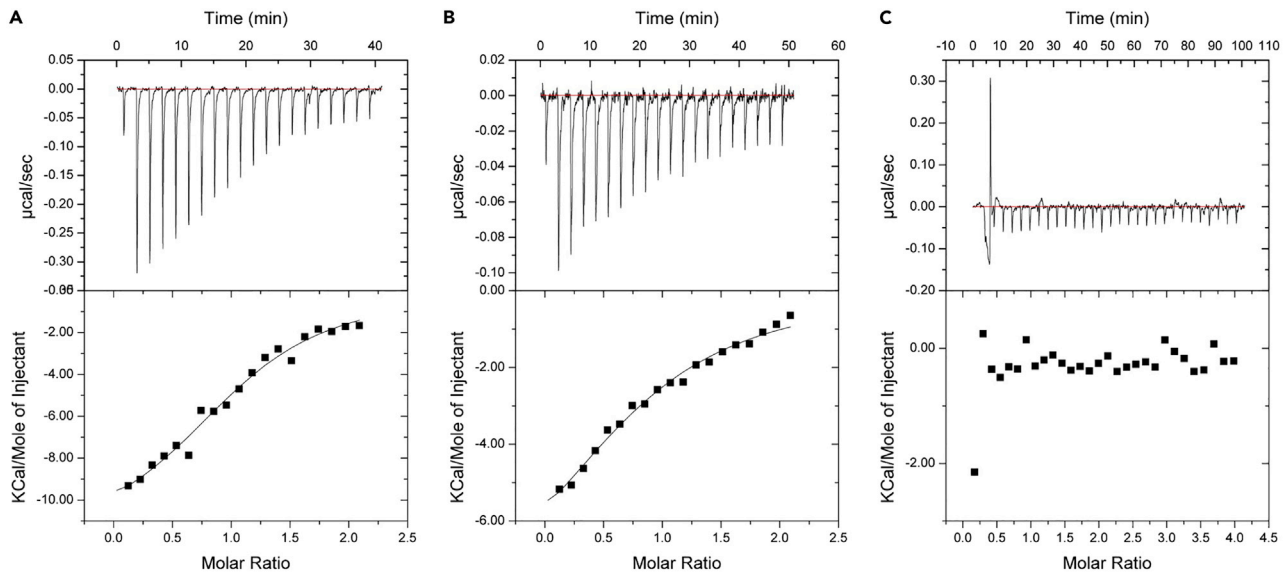 A
Time (min)
0 10 20 30 40
0.05
0.00
-0.05
-0.10
-0.15
-0.20
-0.25
-0.30
-0.35
µcal/sec
0.00
-2.00
-4.00
-6.00
-8.00
-10.00
KCal/Mole of Injectant
0.0 0.5 1.0 1.5 2.0 2.5
Molar Ratio
B
Time (min)
0 10 20 30 40 50 60
0.02
0.00
-0.02
-0.04
-0.06
-0.08
-0.10
µcal/sec
0.00
-2.00
-4.00
-6.00
KCal/Mole of Injectant
0.0 0.5 1.0 1.5 2.0 2.5
Molar Ratio
C
Time (min)
-10 0 10 20 30 40 50 60 70 80 90 100 110
0.30
0.20
0.10
0.00
-0.10
-0.20
µcal/sec
0.00
-2.00
KCal/Mole of Injectant
0.0 0.5 1.0 1.5 2.0 2.5 3.0 3.5 4.0 4.5
Molar Ratio